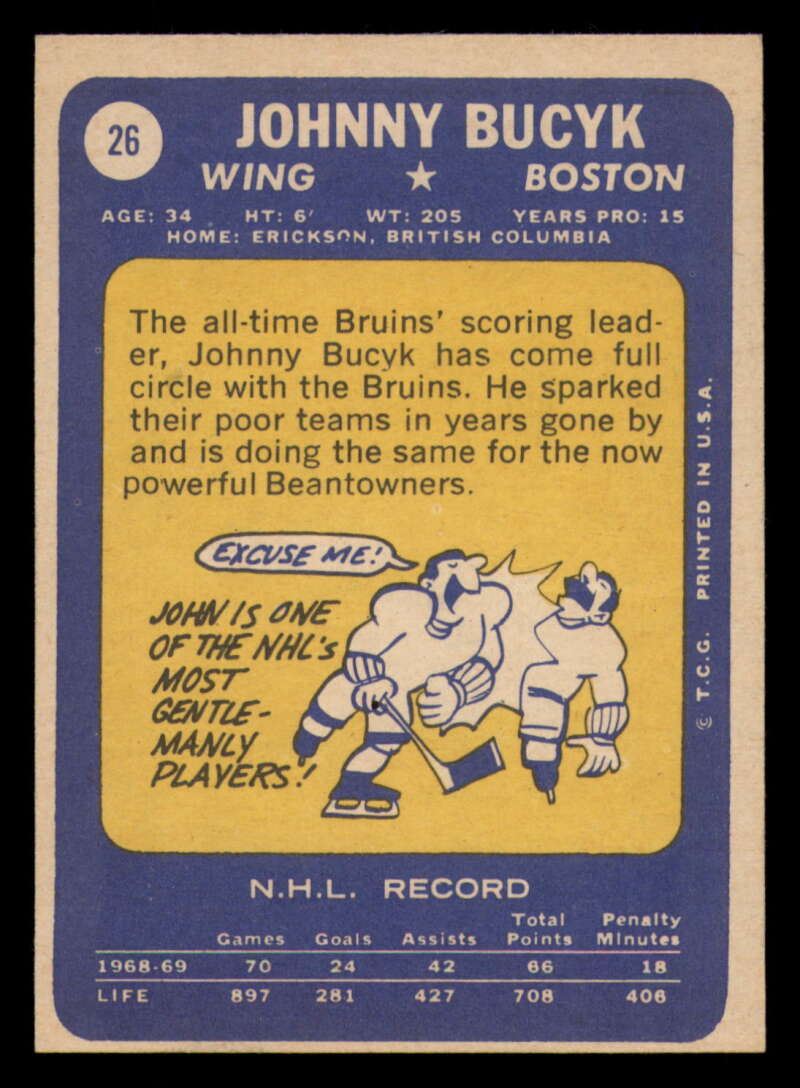 26
JOHNNY BUCYK
WING ★ BOSTON
AGE: 34 HT: 6' WT: 205 YEARS PRO: 15
HOME: ERICKSON, BRITISH COLUMBIA
The all-time Bruins' scoring lead-
er, Johnny Bucyk has come full
circle with the Bruins. He sparked
their poor teams in years gone by
and is doing the same for the now
powerful Beantowners.
EXCUSE ME!
JOHN IS ONE
OF THE NHL's
MOST
GENTLE-
MANLY
PLAYERS!
© T.C.G. PRINTED IN U.S.A.
N.H.L. RECORD
Games Goals Assists Total Points Penalty Minutes
1968-69 70 24 42 66 18
LIFE 897 281 427 708 406